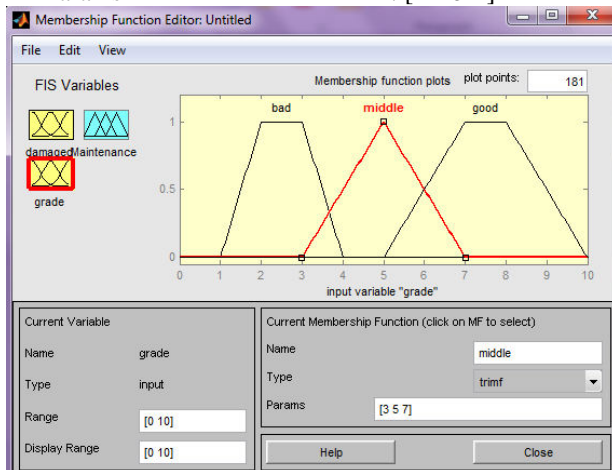 Membership Function Editor: Untitled
File Edit View
FIS Variables
damaged Maintenance
grade
Membership function plots plot points: 181
bad middle good
1
0.5
0
0 1 2 3 4 5 6 7 8 9 10
input variable "grade"
Current Variable
Name grade
Type input
Range [0 10]
Display Range [0 10]
Current Membership Function (click on MF to select)
Name middle
Type trimf
Params [3 5 7]
Help Close